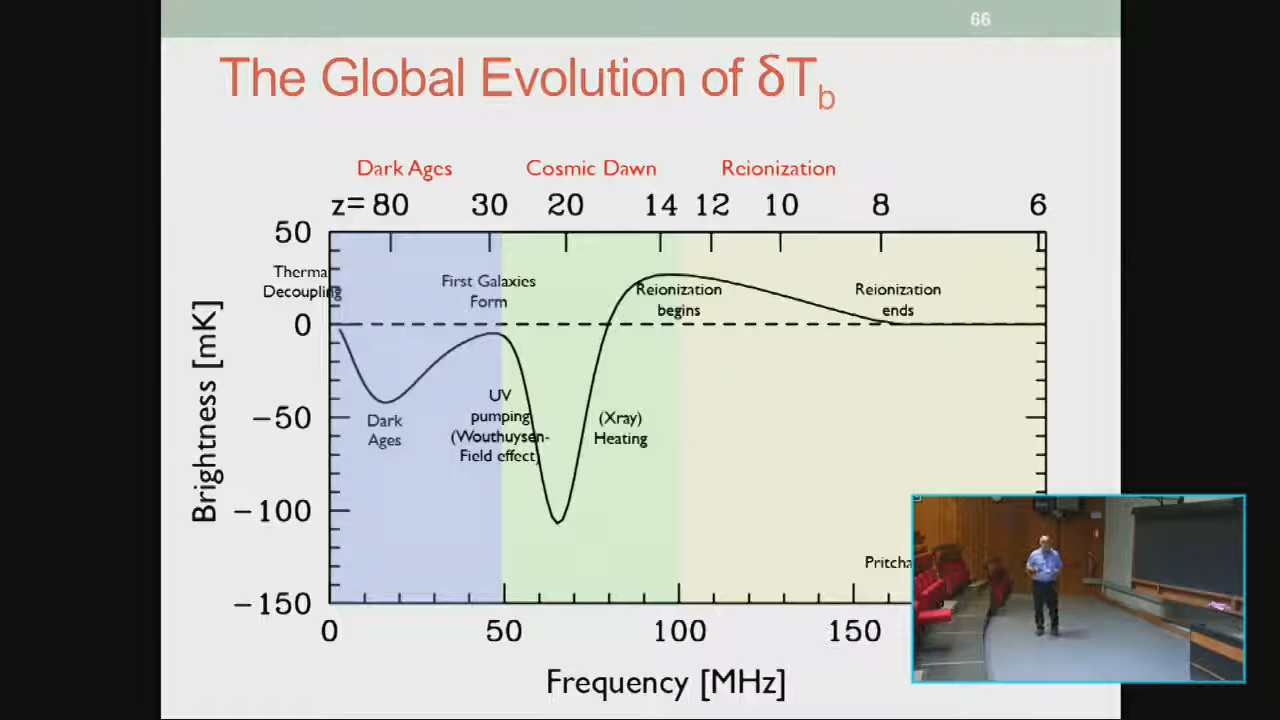 66
The Global Evolution of δTb
Dark Ages Cosmic Dawn Reionization
z= 80 30 20 14 12 10 8 6
50
Thermal
Decoupling
First Galaxies
Form
Reionization
begins
Reionization
ends
0
-50
Dark
Ages
UV
pumping
(Wouthuysen-
Field effect)
(Xray)
Heating
-100
-150
Brightness [mK]
0 50 100 150
Frequency [MHz]